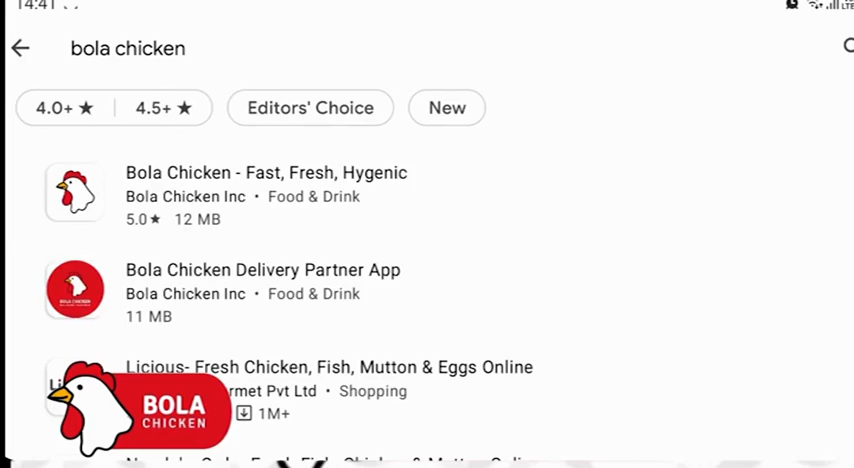 14:41
bola chicken
4.0+ ★ 4.5+ ★ Editors' Choice New
Bola Chicken - Fast, Fresh, Hygenic
Bola Chicken Inc • Food & Drink
5.0★ 12 MB
Bola Chicken Delivery Partner App
BOLA CHICKEN
Bola Chicken Inc • Food & Drink
11 MB
Licious- Fresh Chicken, Fish, Mutton & Eggs Online
rmet Pvt Ltd • Shopping
1M+
BOLA
CHICKEN